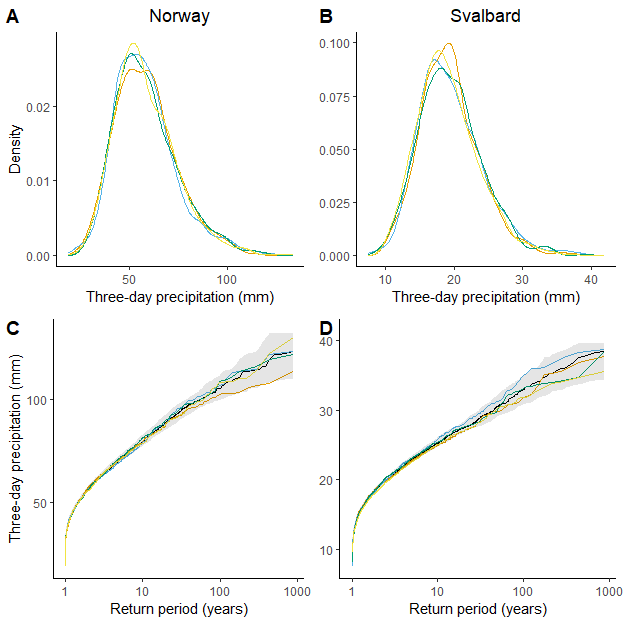 A Norway B Svalbard
Density
0.02
0.01
0.00
50 100
Three-day precipitation (mm)
0.100
0.075
0.050
0.025
0.000
10 20 30 40
Three-day precipitation (mm)
C
Three-day precipitation (mm)
100
50
1 10 100 1000
Return period (years)
D
40
30
20
10
1 10 100 1000
Return period (years)